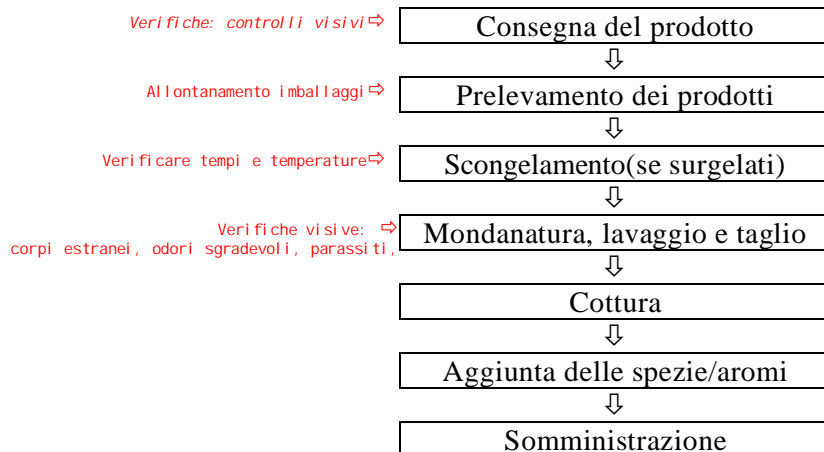 Verifiche: controlli visivi⇨ Consegna del prodotto
⇩
Allontanamento imballaggi⇨ Prelevamento dei prodotti
⇩
Verificare tempi e temperature⇨ Scongelamento(se surgelati)
⇩
Verifiche visive: ⇨
corpi estranei, odori sgradevoli, parassiti, Mondanatura, lavaggio e taglio
⇩
Cottura
⇩
Aggiunta delle spezie/aromi
⇩
Somministrazione